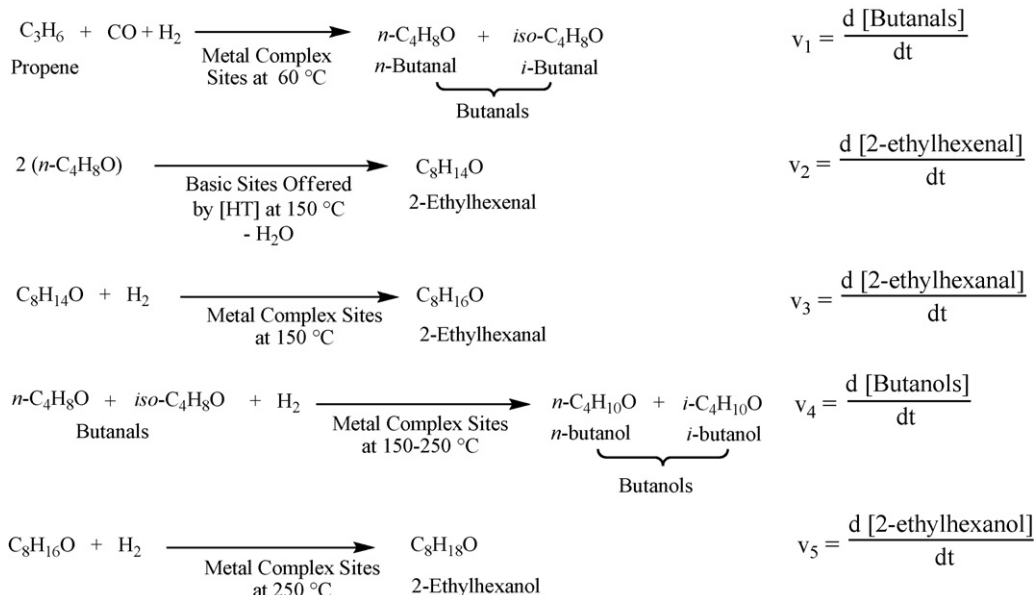 C₃H₆ + CO + H₂ n-C₄H₈O + iso-C₄H₈O v₁ = d [Butanals]
Propene Metal Complex n-Butanal i-Butanal dt
Sites at 60 °C
Butanals
2 (n-C₄H₈O) C₈H₁₄O v₂ = d [2-ethylhexenal]
Basic Sites Offered 2-Ethylhexenal dt
by [HT] at 150 °C
- H₂O
C₈H₁₄O + H₂ C₈H₁₆O v₃ = d [2-ethylhexanal]
Metal Complex Sites 2-Ethylhexanal dt
at 150 °C
n-C₄H₈O + iso-C₄H₈O + H₂ n-C₄H₁₀O + i-C₄H₁₀O v₄ = d [Butanols]
Butanals Metal Complex Sites n-butanol i-butanol dt
at 150-250 °C
Butanols
C₈H₁₆O + H₂ C₈H₁₈O v₅ = d [2-ethylhexanol]
Metal Complex Sites 2-Ethylhexanol dt
at 250 °C